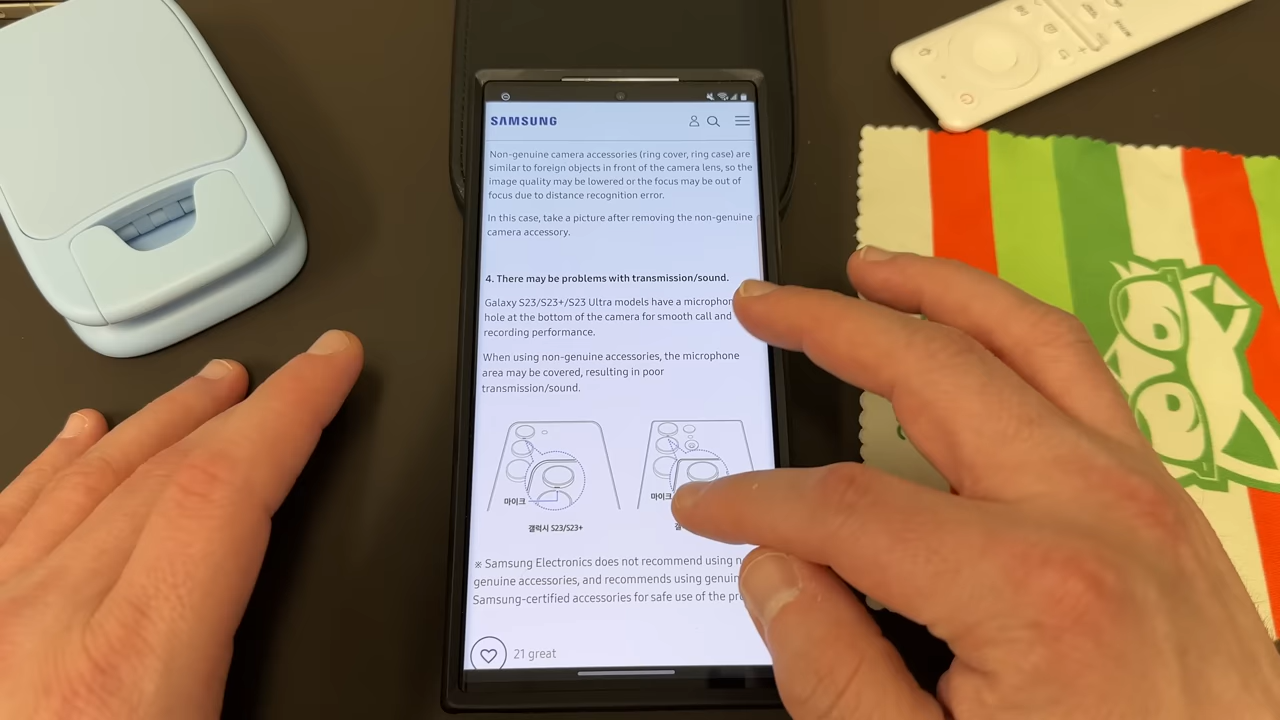 SAMSUNG
Non-genuine camera accessories (ring cover, ring case) are
similar to foreign objects in front of the camera lens, so the
image quality may be lowered or the focus may be out of
focus due to distance recognition error.
In this case, take a picture after removing the non-genuine
camera accessory.
4. There may be problems with transmission/sound.
Galaxy S23/S23+/S23 Ultra models have a
hole at the bottom of the camera for smooth call and
recording performance.
When using non-genuine accessories, the microphone
area may be covered, resulting in poor
transmission/sound.
마이크 마이크
갤럭시 S23/S23+
※ Samsung Electronics does not recommend using
genuine accessories, and recommends using
Samsung-certified accessories for safe use of the
21 great